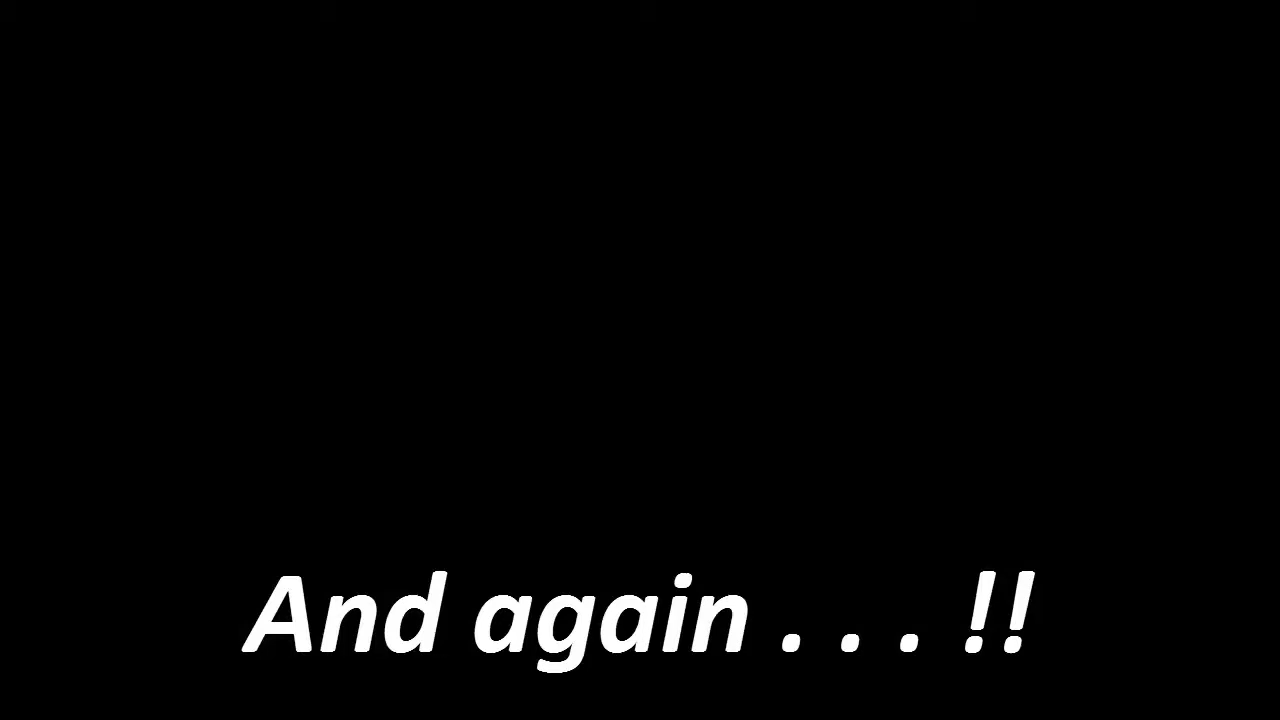 And again . . . !!